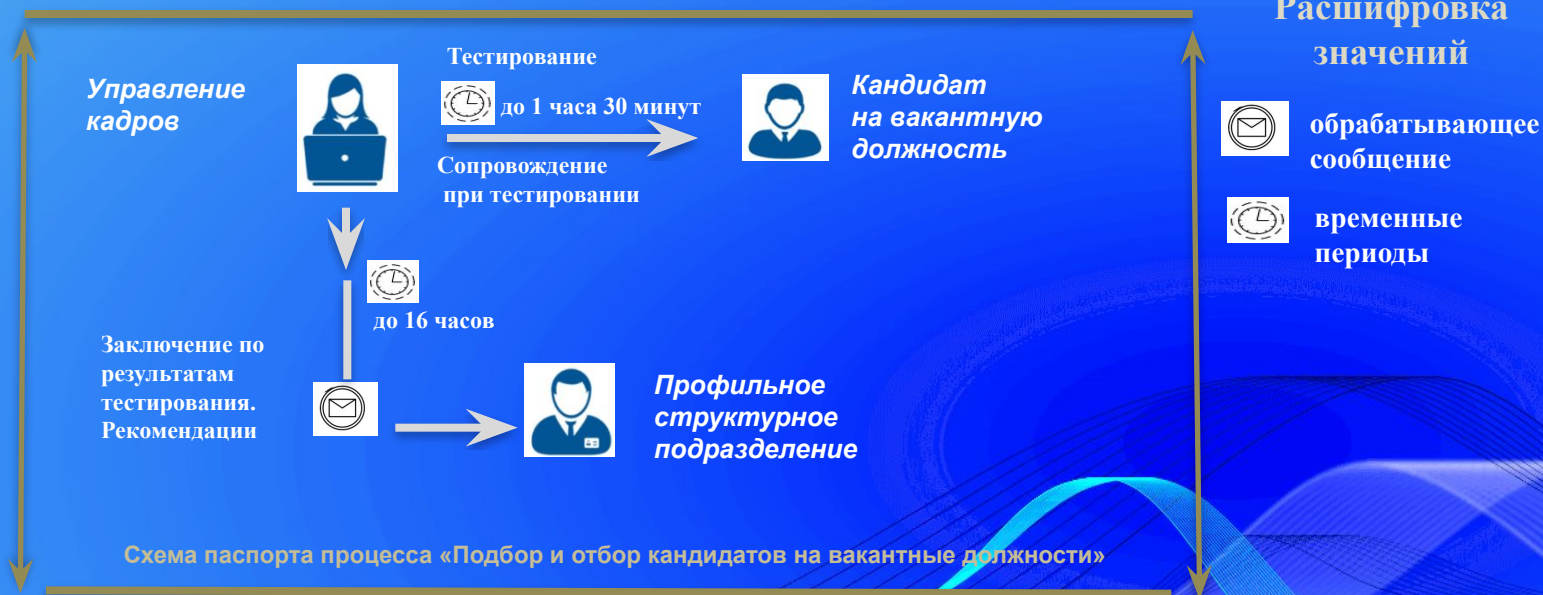 Расшифровка
значений
Управление
кадров
Тестирование
до 1 часа 30 минут
Сопровождение
при тестировании
Кандидат
на вакантную
должность
обрабатывающее
сообщение
временные
периоды
до 16 часов
Заключение по
результатам
тестирования.
Рекомендации
Профильное
структурное
подразделение
Схема паспорта процесса «Подбор и отбор кандидатов на вакантные должности»